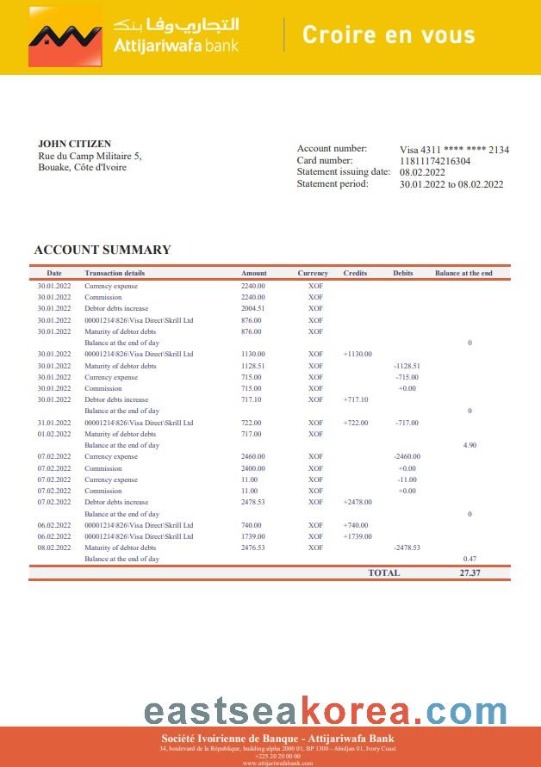 التجاري وفا بنك
Attijariwafa bank
Croire en vous
JOHN CITIZEN
Rue du Camp Militaire 5,
Bouake, Côte d'Ivoire
Account number: Visa 4311 **** **** 2134
Card number: 11811174216304
Statement issuing date: 08.02.2022
Statement period: 30.01.2022 to 08.02.2022
ACCOUNT SUMMARY
Date Transaction details Amount Currency Credits Debits Balance at the end
30.01.2022 Currency expense 2240.00 XOF
30.01.2022 Commission 2240.00 XOF
30.01.2022 Debtor debts increase 2004.51 XOF
30.01.2022 00001214\826\Visa Direct\Skrill Ltd 876.00 XOF
30.01.2022 Maturity of debtor debts 876.00 XOF
Balance at the end of day 0
30.01.2022 00001214\826\Visa Direct\Skrill Ltd 1130.00 XOF +1130.00
30.01.2022 Maturity of debtor debts 1128.51 XOF -1128.51
30.01.2022 Currency expense 715.00 XOF -715.00
30.01.2022 Commission 715.00 XOF +0.00
30.01.2022 Debtor debts increase 717.10 XOF +717.10
Balance at the end of day 0
31.01.2022 00001214\826\Visa Direct\Skrill Ltd 722.00 XOF +722.00 -717.00
01.02.2022 Maturity of debtor debts 717.00 XOF
Balance at the end of day 4.90
07.02.2022 Currency expense 2460.00 XOF -2460.00
07.02.2022 Commission 2400.00 XOF +0.00
07.02.2022 Currency expense 11.00 XOF -11.00
07.02.2022 Commission 11.00 XOF +0.00
07.02.2022 Debtor debts increase 2478.53 XOF +2478.00
Balance at the end of day 0
06.02.2022 00001214\826\Visa Direct\Skrill Ltd 740.00 XOF +740.00
06.02.2022 00001214\826\Visa Direct\Skrill Ltd 1739.00 XOF +1739.00
08.02.2022 Maturity of debtor debts 2476.53 XOF -2478.53
Balance at the end of day 0.47
TOTAL 27.37
eastseakorea.com
Société Ivoirienne de Banque - Attijariwafa Bank
34, boulevard de la République, building alpha 2000 01, BP 1300 - Abidjan 01, Ivory Coast
+225 20 20 00 00
www.attijariwafabank.com